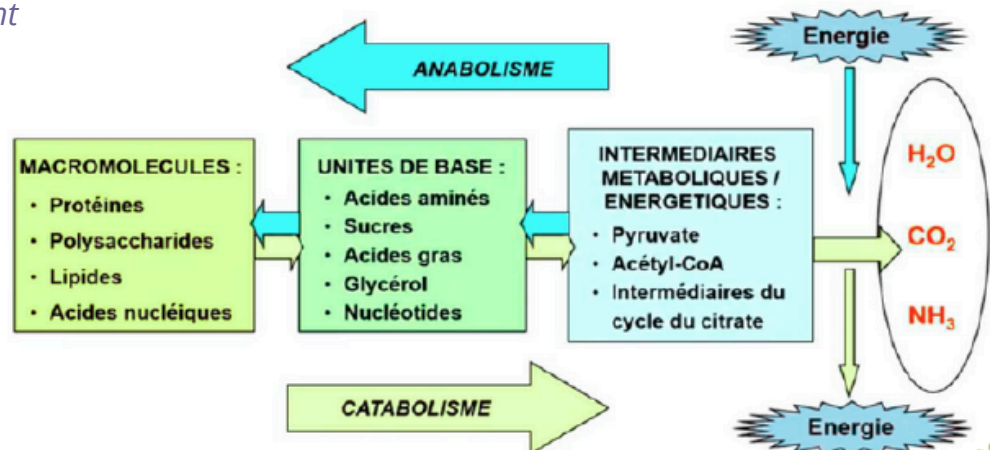 nt
ANABOLISME
Energie
MACROMOLECULES :
• Protéines
• Polysaccharides
• Lipides
• Acides nucléiques
UNITES DE BASE :
• Acides aminés
• Sucres
• Acides gras
• Glycérol
• Nucléotides
INTERMEDIAIRES
METABOLIQUES /
ENERGETIQUES :
• Pyruvate
• Acétyl-CoA
• Intermédiaires du
cycle du citrate
H₂O
CO₂
NH₃
CATABOLISME
Energie